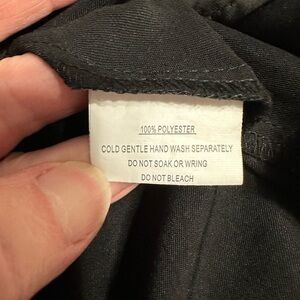 100% POLYESTER
COLD GENTLE HAND WASH SEPARATELY
DO NOT SOAK OR WRING
DO NOT BLEACH